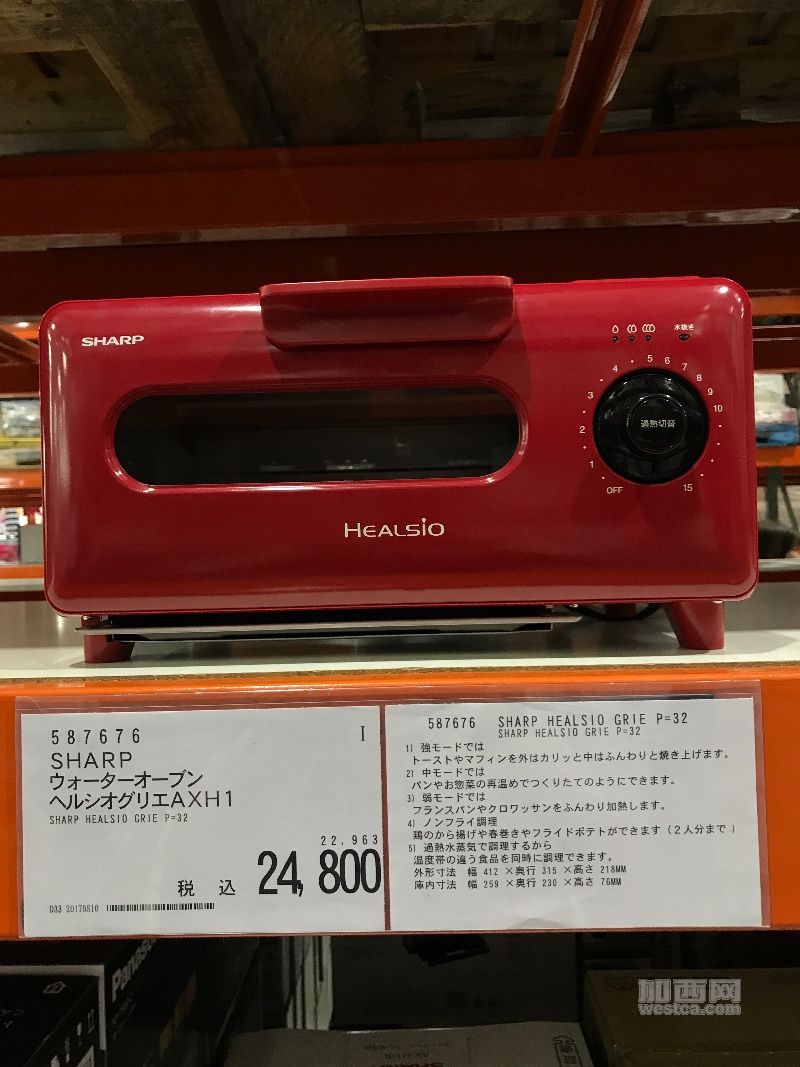 SHARP
水抜き
1 2 3 4 5 6 7 8 9 10 15
OFF
過熱切替
HEALSiO
587676 I
SHARP
ウォーターオーブン
ヘルシオグリエAXH1
SHARP HEALSIO GRIE P=32
22,963
税 込 24,800
D33 20170810
587676 SHARP HEALSIO GRIE P=32
SHARP HEALSIO GRIE P=32
1) 強モードでは
トーストやマフィンを外はカリッと中はふんわりと焼き上げます。
2) 中モードでは
パンやお惣菜の再温めでつくりたてのようにできます。
3) 弱モードでは
フランスパンやクロワッサンをふんわり加熱します。
4) ノンフライ調理
鶏のから揚げや春巻きやフライドポテトができます(2人分まで)
5) 過熱水蒸気で調理するから
温度帯の違う食品を同時に調理できます。
外形寸法 幅 412 ×奥行 315 ×高さ 218MM
庫内寸法 幅 259 ×奥行 230 ×高さ 76MM
Panasonic
加西网
westca.com